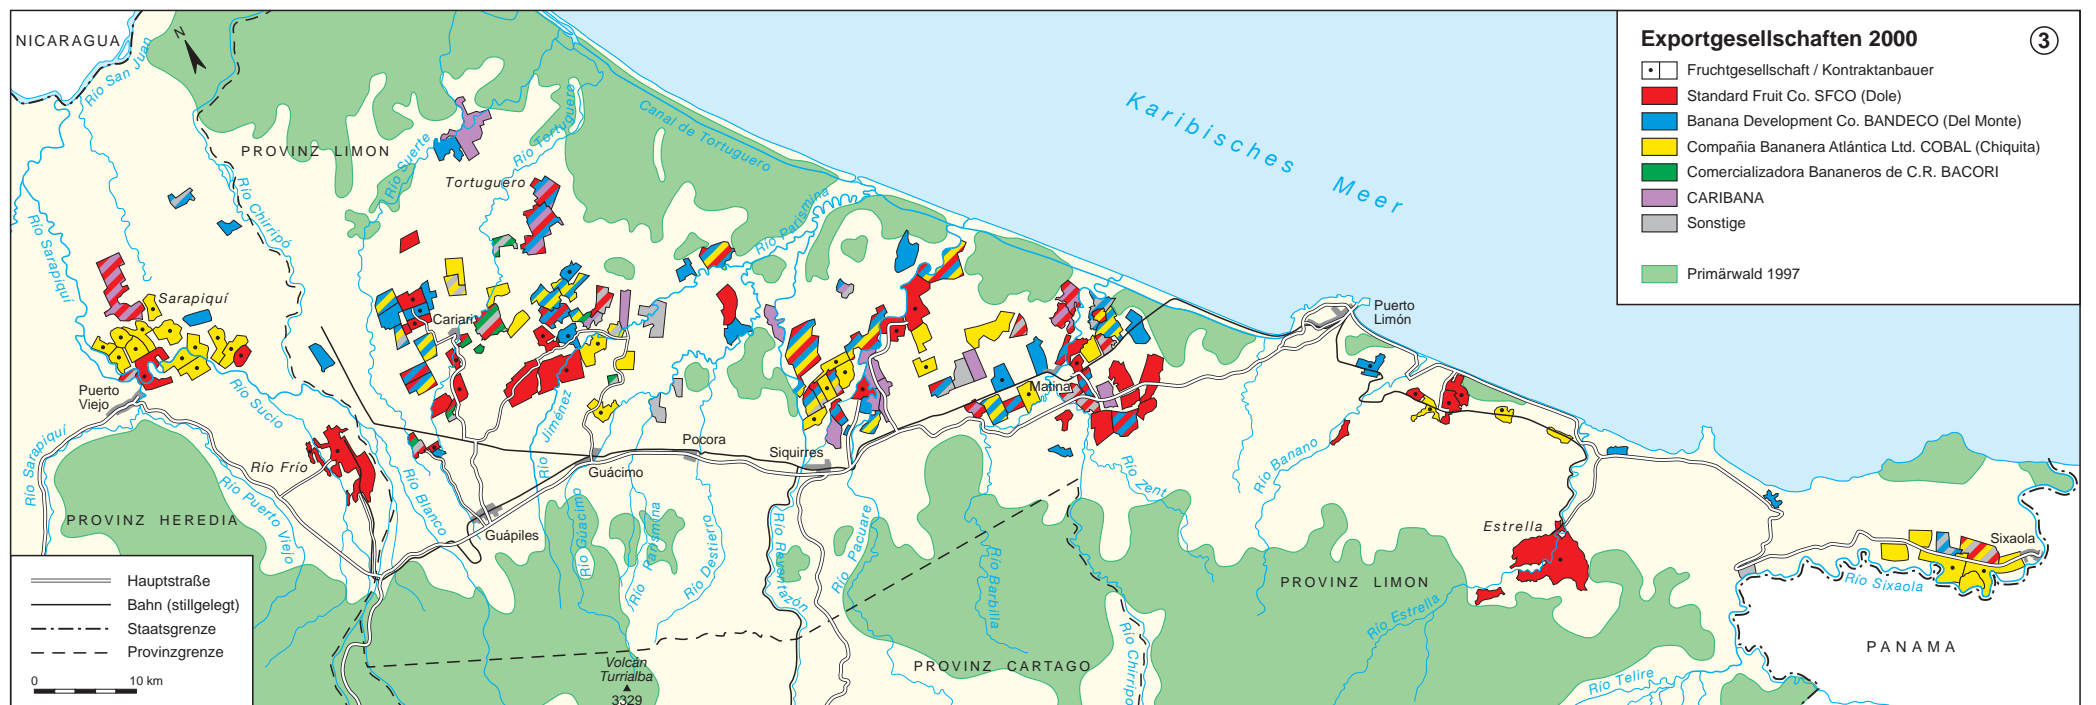 NICARAGUA
N
Río San Juan
PROVINZ LIMON
Río Suerte
Río Tortuguero
Tortuguero
Canal de Tortuguero
Karibisches Meer
Río Parismina
Río Sarapiquí
Río Chirripó
Sarapiquí
Cariari
Puerto
Viejo
Río Sucio
Río Frío
Río Sarapiquí
Río Puerto Viejo
Río Blanco
PROVINZ HEREDIA
Río Jiménez
Guácimo
Pocora
Siquirres
Guápiles
Río Guácimo
Río Parismina
Río Destierro
Río Reventazón
Río Pacuare
Río Barbilla
Río Zent
Matina
Río Chirripó
Volcán
Turrialba
3329
PROVINZ CARTAGO
Puerto
Limón
Río Banano
Estrella
PROVINZ LIMON
Río Estrella
Río Telire
Río Sixaola
Sixaola
PANAMA
Exportgesellschaften 2000
3
Fruchtgesellschaft / Kontraktanbauer
Standard Fruit Co. SFCO (Dole)
Banana Development Co. BANDECO (Del Monte)
Compañia Bananera Atlántica Ltd. COBAL (Chiquita)
Comercializadora Bananeros de C.R. BACORI
CARIBANA
Sonstige
Primärwald 1997
Hauptstraße
Bahn (stillgelegt)
Staatsgrenze
Provinzgrenze
0 10 km